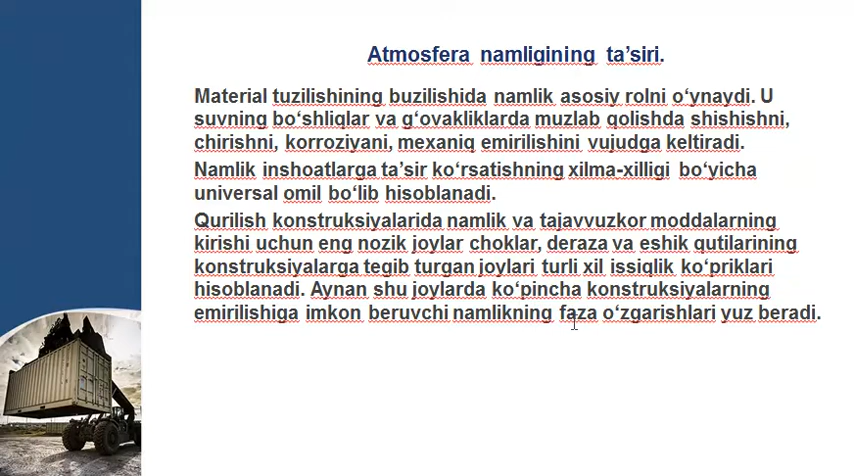 Atmosfera namligining ta’siri.
Material tuzilishining buzilishida namlik asosiy rolni o‘ynaydi. U
suvning bo‘shliqlar va g‘ovakliklarda muzlab qolishda shishishni,
chirishni, korroziyani, mexaniq emirilishini vujudga keltiradi.
Namlik inshoatlarga ta’sir ko‘rsatishning xilma-xilligi bo‘yicha
universal omil bo‘lib hisoblanadi.
Qurilish konstruksiyalarida namlik va tajavvuzkor moddalarning
kirishi uchun eng nozik joylar choklar, deraza va eshik qutilarining
konstruksiyalarga tegib turgan joylari turli xil issiqlik ko‘priklari
hisoblanadi. Aynan shu joylarda ko‘pincha konstruksiyalarning
emirilishiga imkon beruvchi namlikning faza o‘zgarishlari yuz beradi.